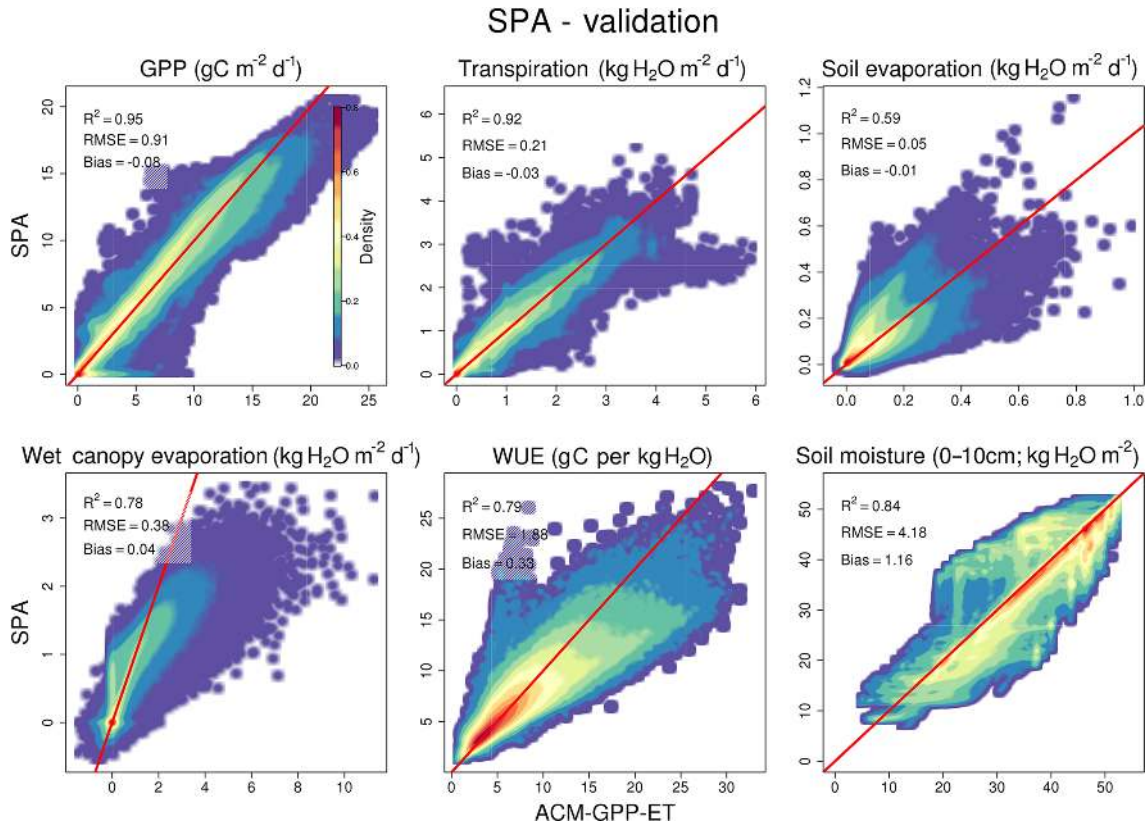 SPA - validation
GPP (gC m⁻² d⁻¹)
R² = 0.95
RMSE = 0.91
Bias = -0.08
0.8
0.6
0.4
0.2
0.0
Density
20
15
10
5
0
SPA
0 5 10 15 20 25
Transpiration (kg H₂O m⁻² d⁻¹)
R² = 0.92
RMSE = 0.21
Bias = -0.03
6
5
4
3
2
1
0
0 1 2 3 4 5 6
Soil evaporation (kg H₂O m⁻² d⁻¹)
R² = 0.59
RMSE = 0.05
Bias = -0.01
1.2
1.0
0.8
0.6
0.4
0.2
0.0
0.0 0.2 0.4 0.6 0.8 1.0
Wet canopy evaporation (kg H₂O m⁻² d⁻¹)
R² = 0.78
RMSE = 0.38
Bias = 0.04
3
2
1
0
SPA
0 2 4 6 8 10
WUE (gC per kg H₂O)
R² = 0.79
RMSE = 1.88
Bias = 0.39
25
20
15
10
5
0 5 10 15 20 25 30
ACM-GPP-ET
Soil moisture (0–10cm; kg H₂O m⁻²)
R² = 0.84
RMSE = 4.18
Bias = 1.16
50
40
30
20
10
0
0 10 20 30 40 50